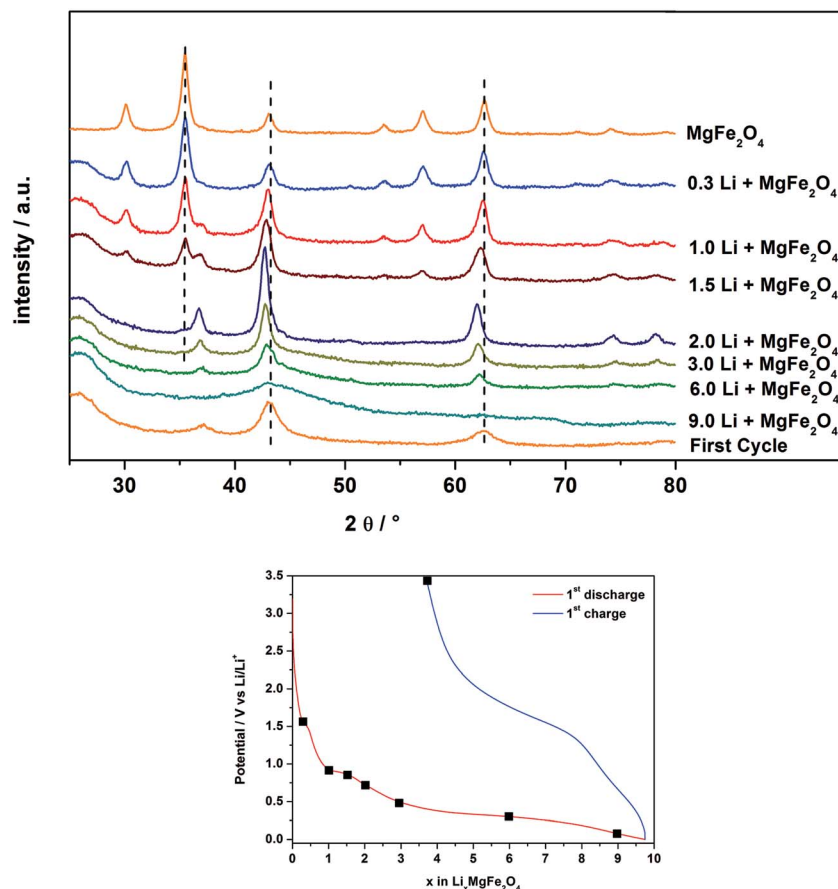 MgFe₂O₄
0.3 Li + MgFe₂O₄
1.0 Li + MgFe₂O₄
1.5 Li + MgFe₂O₄
2.0 Li + MgFe₂O₄
3.0 Li + MgFe₂O₄
6.0 Li + MgFe₂O₄
9.0 Li + MgFe₂O₄
First Cycle
intensity / a.u.
30 40 50 60 70 80
2 θ / °
3.5
3.0
2.5
2.0
1.5
1.0
0.5
0.0
1ˢᵗ discharge
1ˢᵗ charge
Potential / V vs Li/Li⁺
0 1 2 3 4 5 6 7 8 9 10
x in LiₓMgFe₂O₄